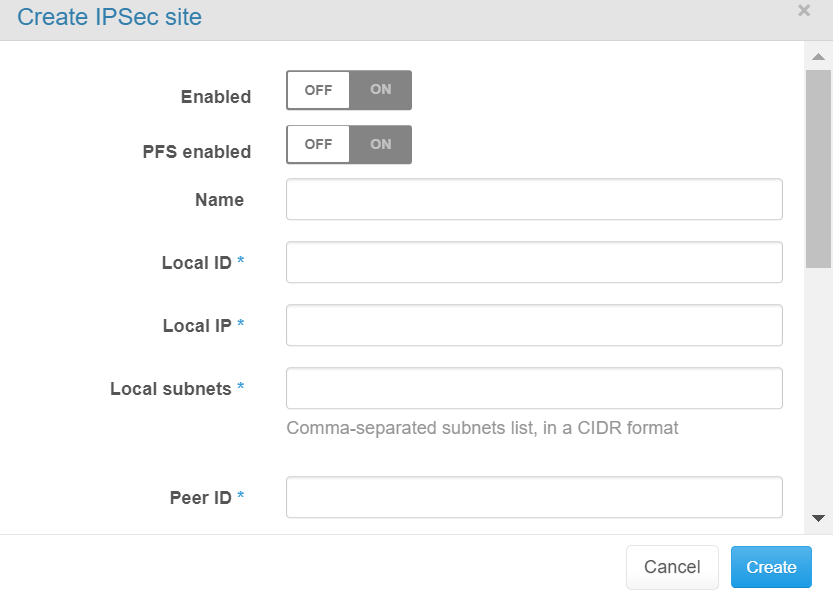 Create IPSec site ×
Enabled OFF ON
PFS enabled OFF ON
Name
Local ID *
Local IP *
Local subnets *
Comma-separated subnets list, in a CIDR format
Peer ID *
Cancel Create